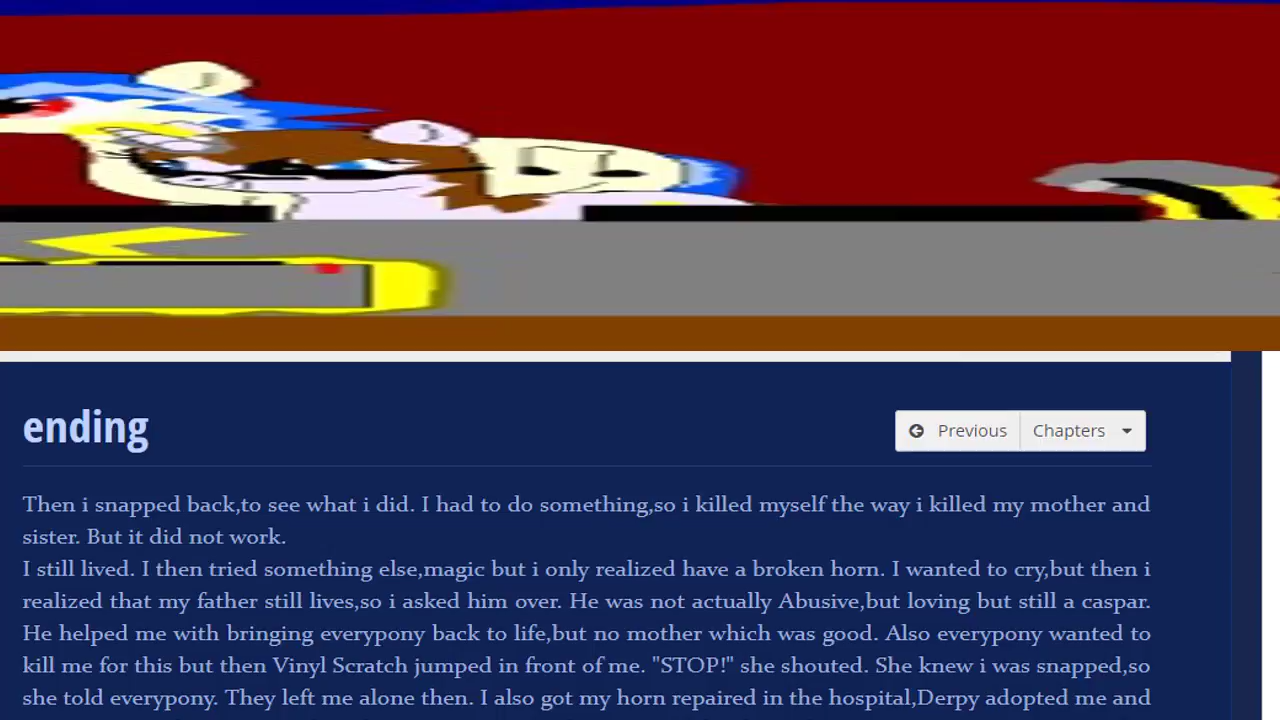 ending
Previous
Chapters
Then i snapped back,to see what i did. I had to do something,so i killed myself the way i killed my mother and
sister. But it did not work.
I still lived. I then tried something else,magic but i only realized have a broken horn. I wanted to cry,but then i
realized that my father still lives,so i asked him over. He was not actually Abusive,but loving but still a caspar.
He helped me with bringing everypony back to life,but no mother which was good. Also everypony wanted to
kill me for this but then Vinyl Scratch jumped in front of me. "STOP!" she shouted. She knew i was snapped,so
she told everypony. They left me alone then. I also got my horn repaired in the hospital,Derpy adopted me and